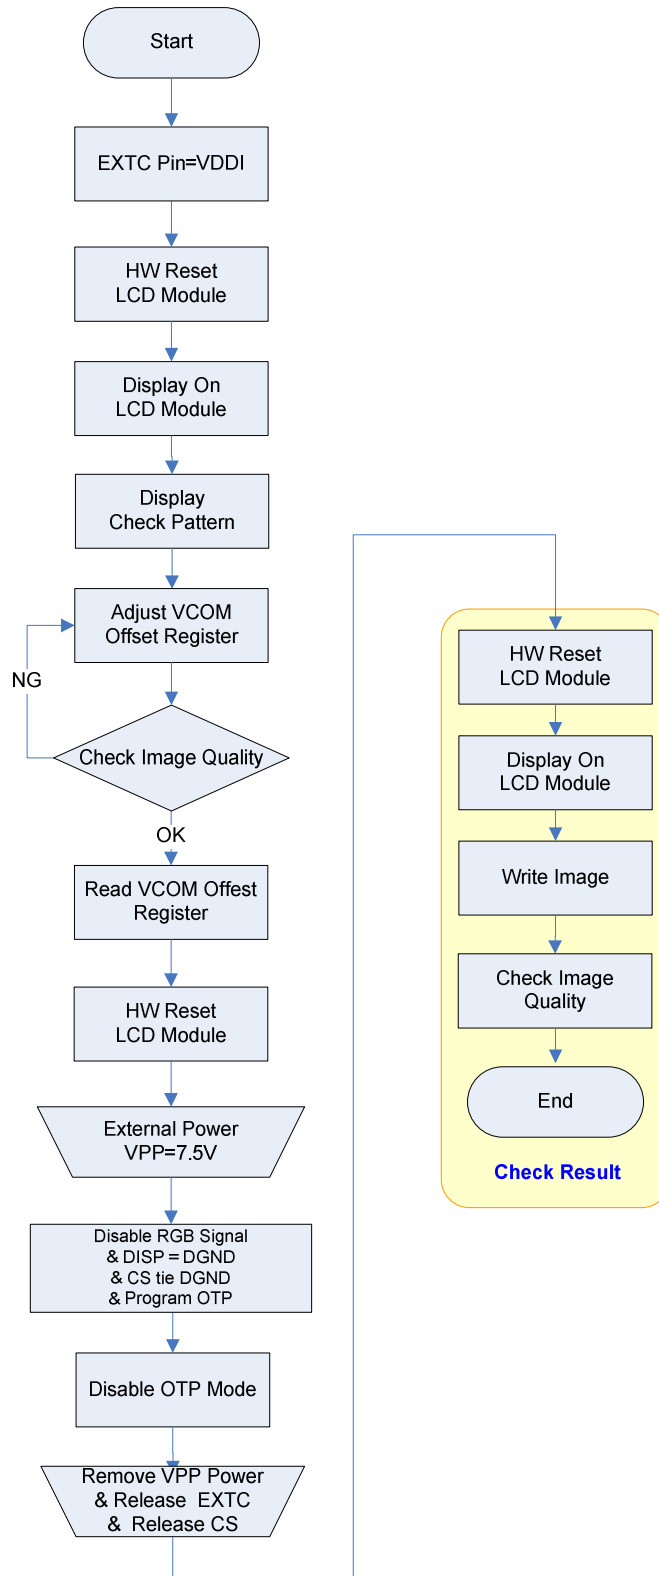 Start
EXTC Pin=VDDI
HW Reset
LCD Module
Display On
LCD Module
Display
Check Pattern
Adjust VCOM
Offset Register
NG
Check Image Quality
OK
Read VCOM Offest
Register
HW Reset
LCD Module
External Power
VPP=7.5V
Disable RGB Signal
& DISP = DGND
& CS tie DGND
& Program OTP
Disable OTP Mode
Remove VPP Power
& Release EXTC
& Release CS
HW Reset
LCD Module
Display On
LCD Module
Write Image
Check Image
Quality
End
Check Result